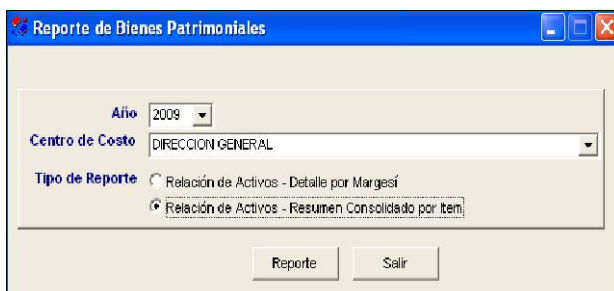 Reporte de Bienes Patrimoniales
Año 2009
Centro de Costo DIRECCION GENERAL
Tipo de Reporte Relación de Activos - Detalle por Margesí
Relación de Activos - Resumen Consolidado por Item
Reporte Salir